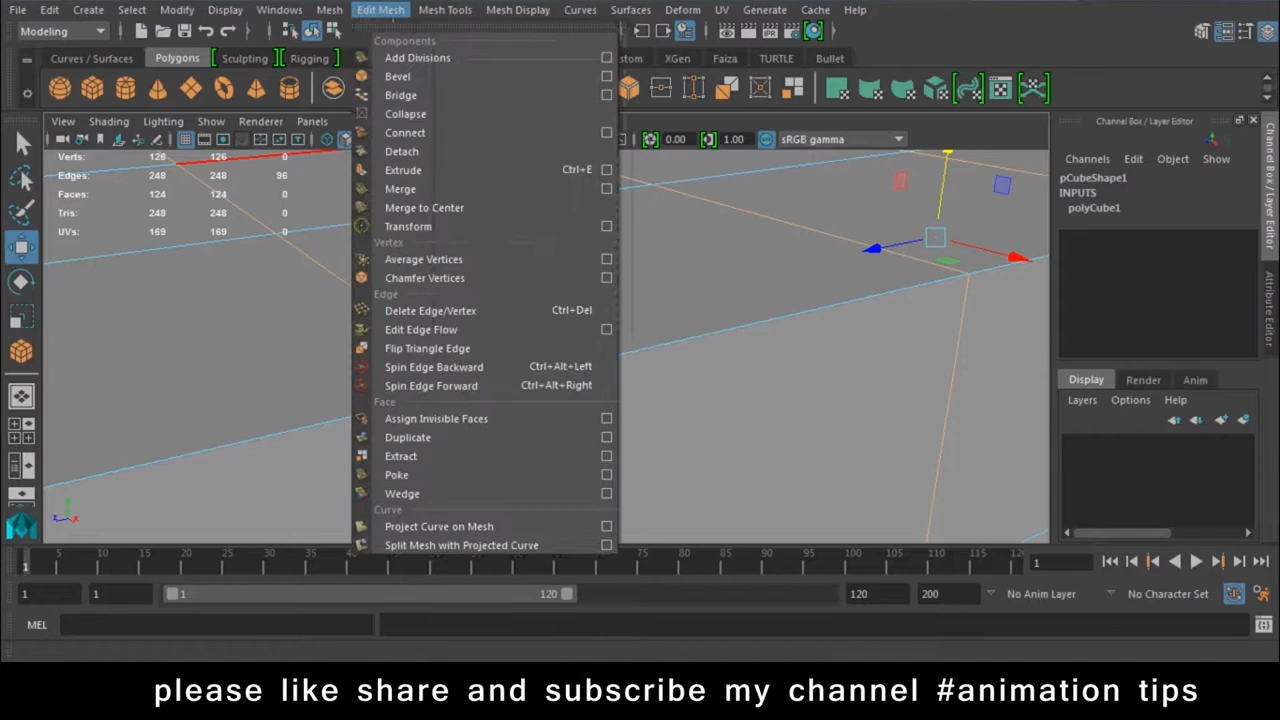 File Edit Create Select Modify Display Windows Mesh Edit Mesh Mesh Tools Mesh Display Curves Surfaces Deform UV Generate Cache Help
Modeling
Curves / Surfaces Polygons Sculpting Rigging stom XGen Faiza TURTLE Bullet
View Shading Lighting Show Renderer Panels
0.00 1.00 sRGB gamma
Verts: 126 126 0
Edges: 248 248 96
Faces: 124 124 0
Tris: 248 248 0
UVs: 169 169 0
Components
Add Divisions
Bevel
Bridge
Collapse
Connect
Detach
Extrude Ctrl+E
Merge
Merge to Center
Transform
Vertex
Average Vertices
Chamfer Vertices
Edge
Delete Edge/Vertex Ctrl+Del
Edit Edge Flow
Flip Triangle Edge
Spin Edge Backward Ctrl+Alt+Left
Spin Edge Forward Ctrl+Alt+Right
Face
Assign Invisible Faces
Duplicate
Extract
Poke
Wedge
Curve
Project Curve on Mesh
Split Mesh with Projected Curve
Channel Box / Layer Editor
Channels Edit Object Show
pCubeShape1
INPUTS
polyCube1
Display Render Anim
Layers Options Help
Channel Box / Layer Editor
Attribute Editor
z x
5 10 15 20 25 30 35 40 75 80 85 90 95 100 105 110 115 12
1 1
1 1 1 120 120 200 No Anim Layer No Character Set
MEL
please like share and subscribe my channel #animation tips